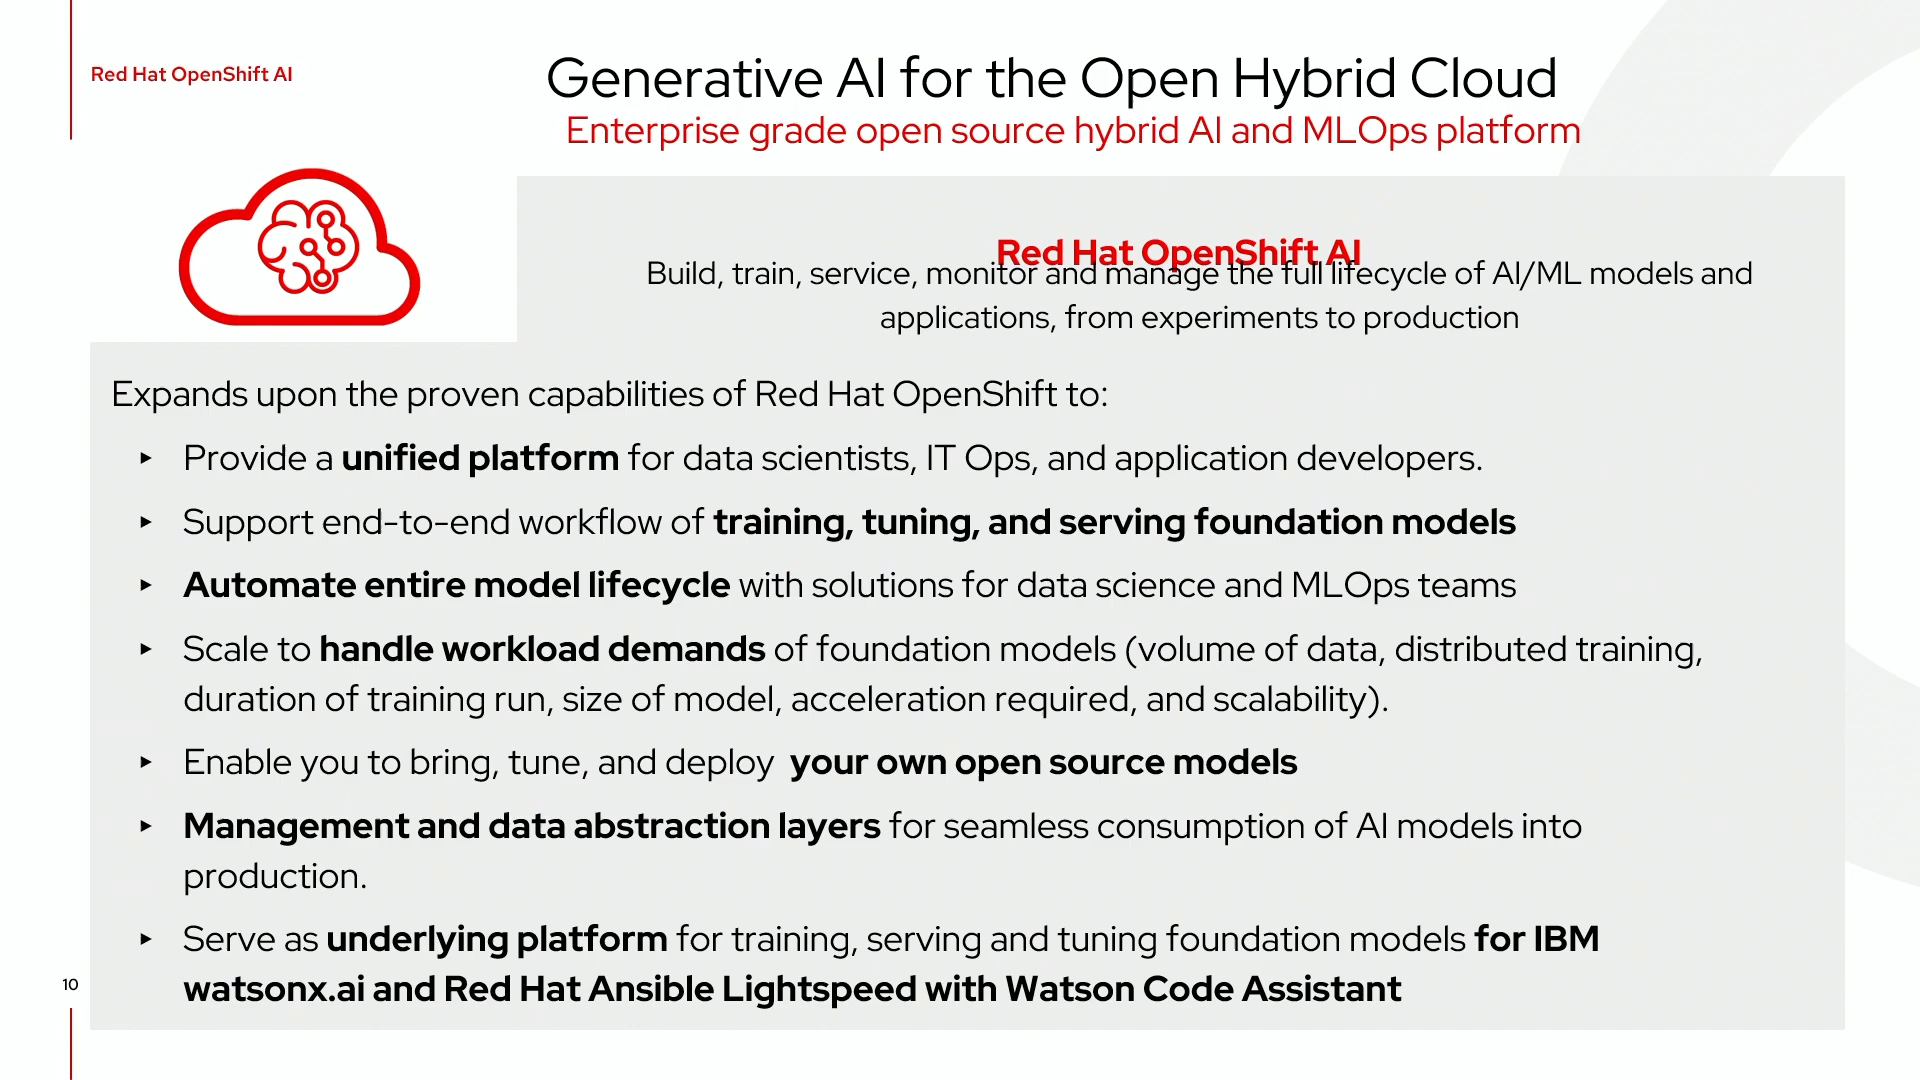 Red Hat OpenShift AI
Generative AI for the Open Hybrid Cloud
Enterprise grade open source hybrid AI and MLOps platform
Red Hat OpenShift AI
Build, train, service, monitor and manage the full lifecycle of AI/ML models and
applications, from experiments to production
Expands upon the proven capabilities of Red Hat OpenShift to:
▸ Provide a unified platform for data scientists, IT Ops, and application developers.
▸ Support end-to-end workflow of training, tuning, and serving foundation models
▸ Automate entire model lifecycle with solutions for data science and MLOps teams
▸ Scale to handle workload demands of foundation models (volume of data, distributed training,
duration of training run, size of model, acceleration required, and scalability).
▸ Enable you to bring, tune, and deploy your own open source models
▸ Management and data abstraction layers for seamless consumption of AI models into
production.
▸ Serve as underlying platform for training, serving and tuning foundation models for IBM
watsonx.ai and Red Hat Ansible Lightspeed with Watson Code Assistant
10